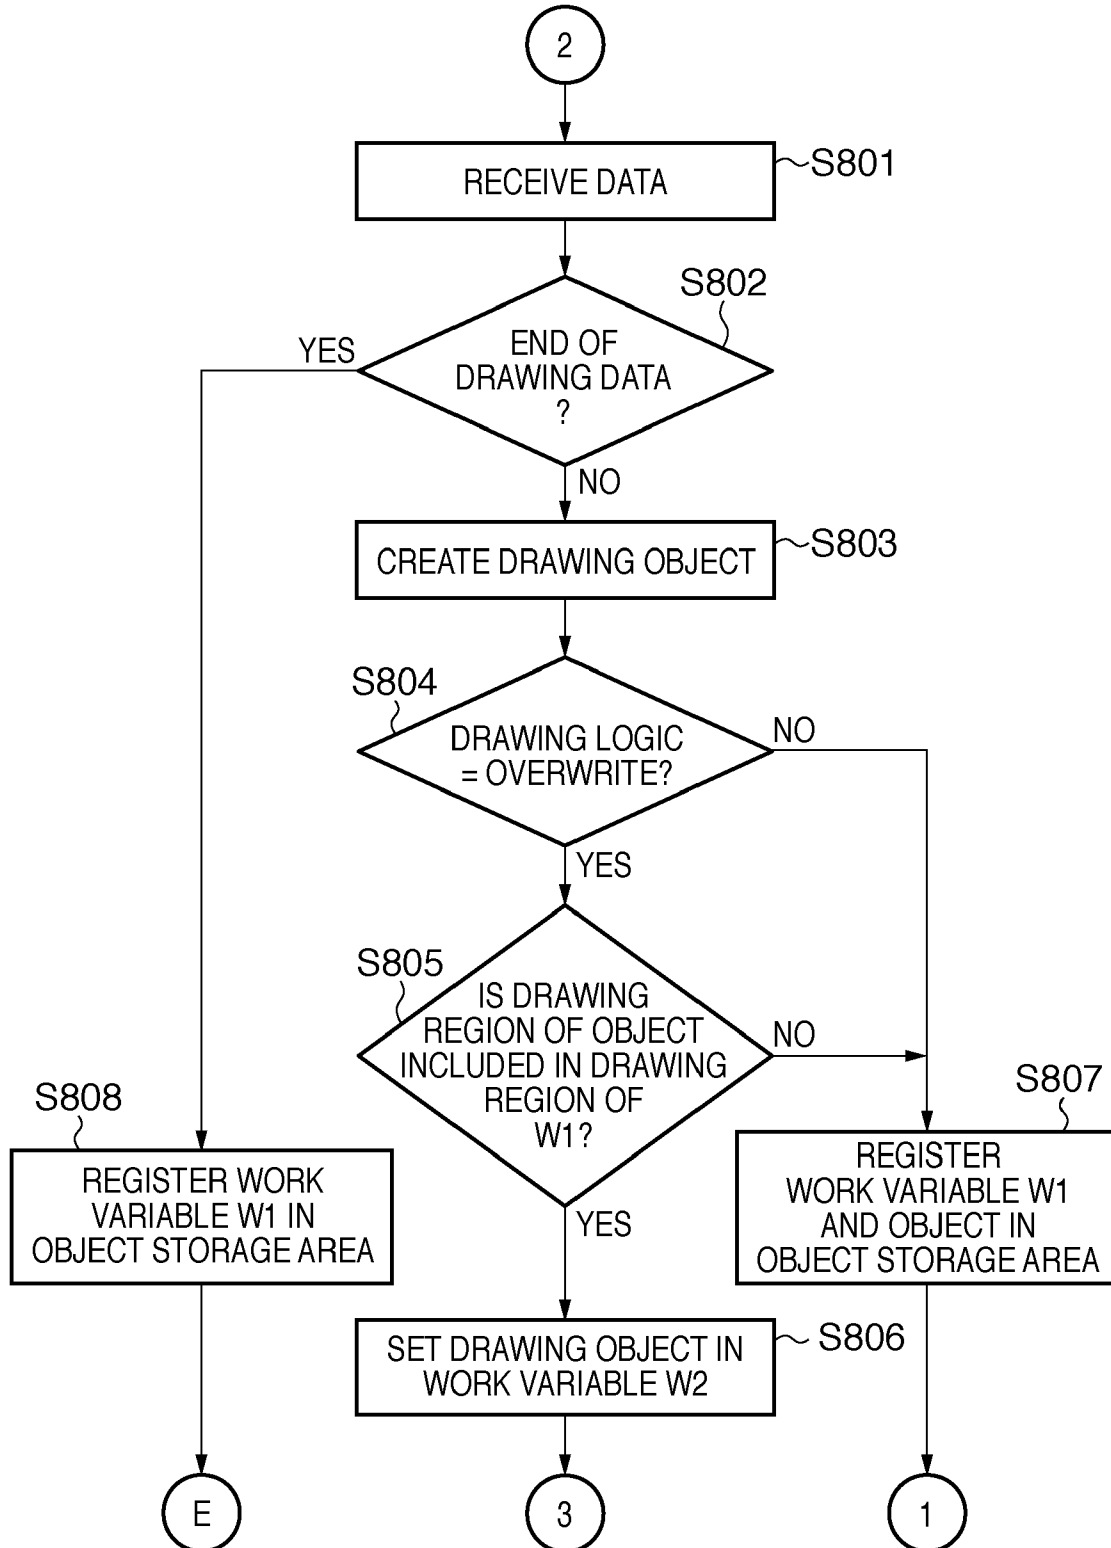 2
RECEIVE DATA
S801
S802
YES
END OF
DRAWING DATA
?
NO
CREATE DRAWING OBJECT
S803
S804
DRAWING LOGIC
= OVERWRITE?
NO
YES
S805
IS DRAWING
REGION OF OBJECT
INCLUDED IN DRAWING
REGION OF
W1?
NO
YES
S808
REGISTER WORK
VARIABLE W1 IN
OBJECT STORAGE AREA
S807
REGISTER
WORK VARIABLE W1
AND OBJECT IN
OBJECT STORAGE AREA
SET DRAWING OBJECT IN
WORK VARIABLE W2
S806
E
3
1